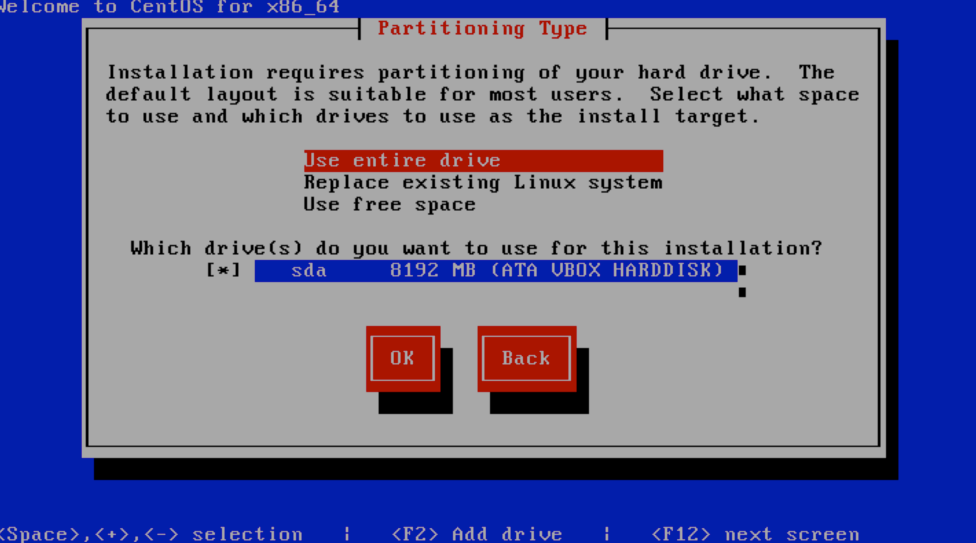 Welcome to CentOS for x86_64
Partitioning Type
Installation requires partitioning of your hard drive.  The
default layout is suitable for most users.  Select what space
to use and which drives to use as the install target.
Use entire drive
Replace existing Linux system
Use free space
Which drive(s) do you want to use for this installation?
[*]    sda     8192 MB (ATA VBOX HARDDISK)
OK    Back
<Space>,<+>,<-> selection   |   <F2> Add drive   |   <F12> next screen